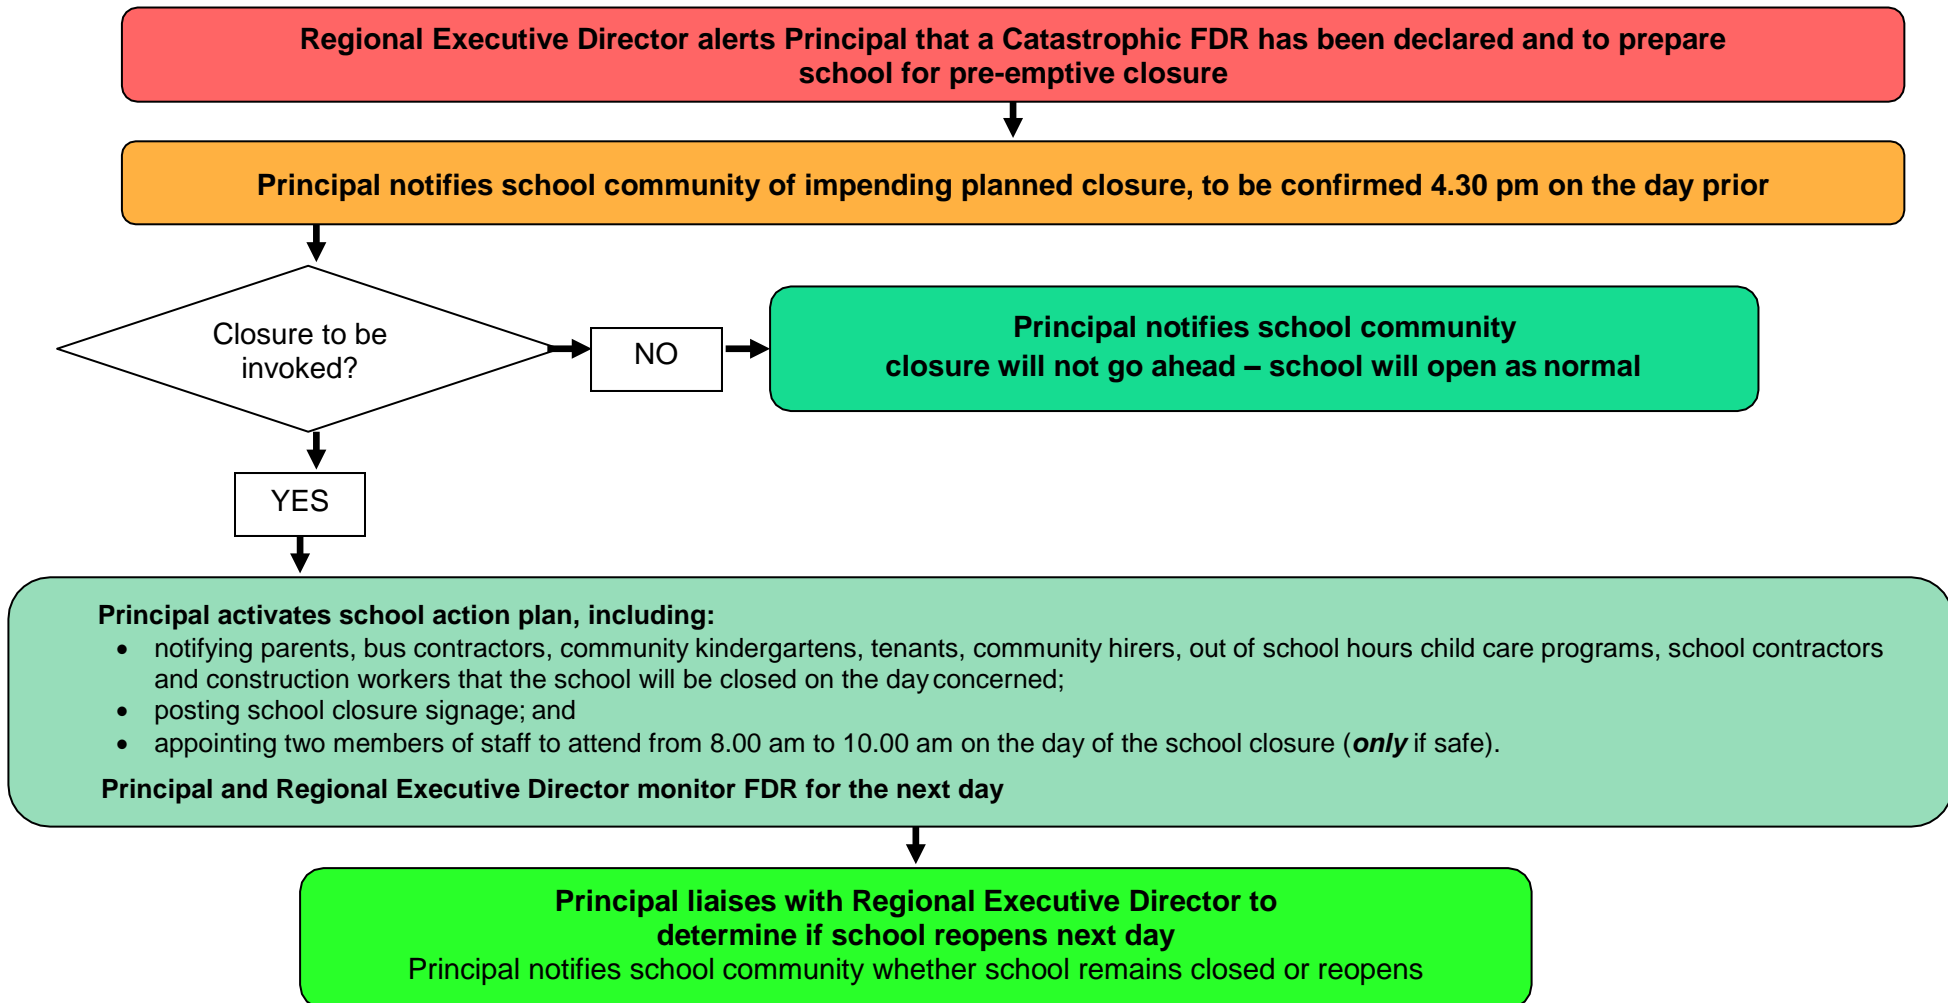 Regional Executive Director alerts Principal that a Catastrophic FDR has been declared and to prepare
school for pre-emptive closure
Principal notifies school community of impending planned closure, to be confirmed 4.30 pm on the day prior
Closure to be
invoked?
NO
Principal notifies school community
closure will not go ahead – school will open as normal
YES
Principal activates school action plan, including:
• notifying parents, bus contractors, community kindergartens, tenants, community hirers, out of school hours child care programs, school contractors
and construction workers that the school will be closed on the day concerned;
• posting school closure signage; and
• appointing two members of staff to attend from 8.00 am to 10.00 am on the day of the school closure (only if safe).
Principal and Regional Executive Director monitor FDR for the next day
Principal liaises with Regional Executive Director to
determine if school reopens next day
Principal notifies school community whether school remains closed or reopens